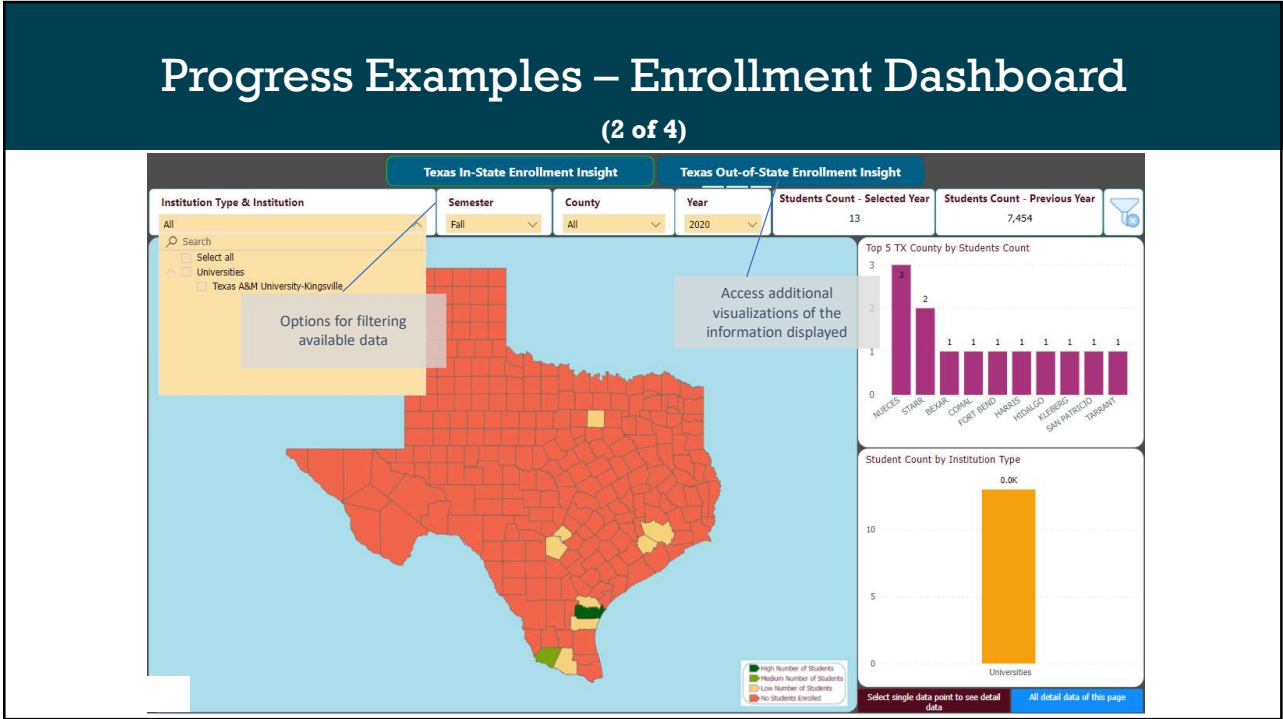 Progress Examples – Enrollment Dashboard
(2 of 4)
Texas In-State Enrollment Insight
Texas Out-of-State Enrollment Insight
Institution Type & Institution
All
Search
Select all
Universities
Texas A&M University-Kingsville
Semester
Fall
County
All
Year
2020
Students Count - Selected Year
13
Students Count - Previous Year
7,454
Options for filtering
available data
Access additional
visualizations of the
information displayed
Top 5 TX County by Students Count
3
2
1
0
3
2
1
1
1
1
1
1
1
1
NUECES
STARR
BEXAR
COMAL
FORT BEND
HARRIS
HIDALGO
KLEBERG
SAN PATRICIO
TARRANT
Student Count by Institution Type
0.0K
10
5
0
Universities
High Number of Students
Medium Number of Students
Low Number of Students
No Students Enrolled
Select single data point to see detail
data
All detail data of this page